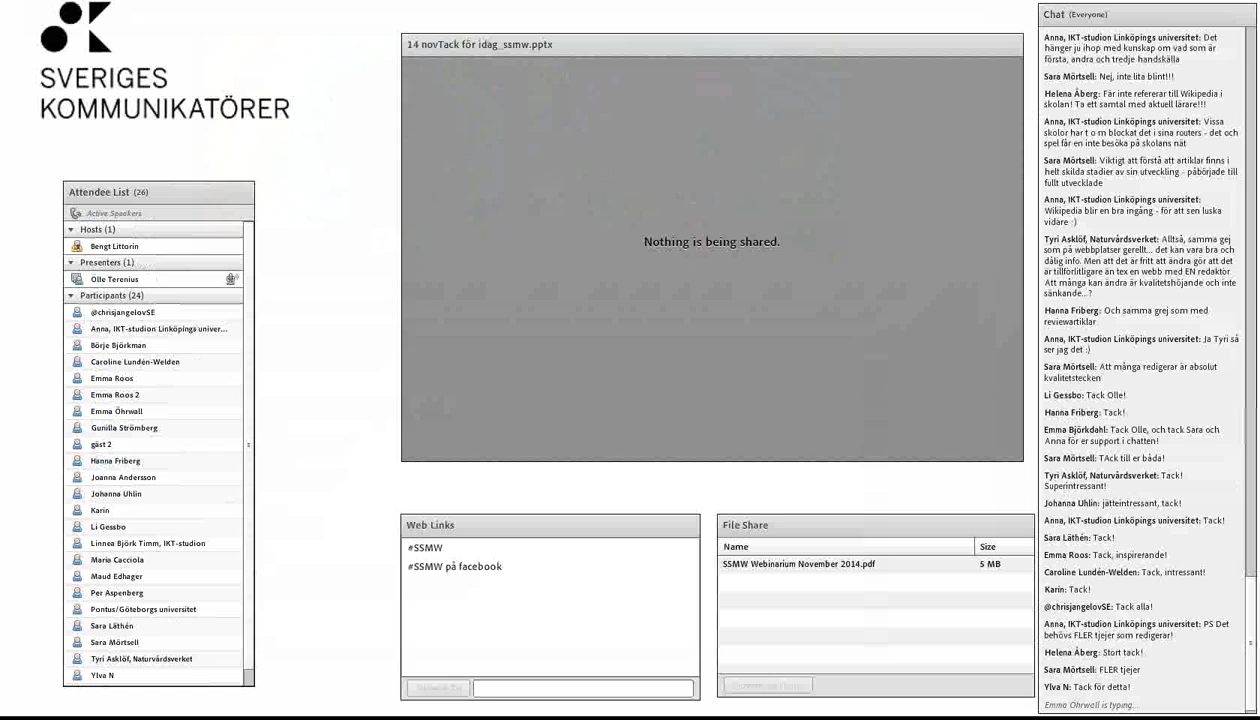 SVERIGES
KOMMUNIKATÖRER
Attendee List (26)
Active Speakers
Hosts (1)
Bengt Littorin
Presenters (1)
Olle Terenius
Participants (24)
@chrisjangelovSE
Anna, IKT-studion Linköpings univer...
Börje Björkman
Caroline Lundén-Welden
Emma Roos
Emma Roos 2
Emma Öhrwall
Gunilla Strömberg
gäst 2
Hanna Friberg
Joanna Andersson
Johanna Uhlin
Karin
Li Gessbo
Linnea Björk Timm, IKT-studion
Maria Cacciola
Maud Edhager
Per Aspenberg
Pontus/Göteborgs universitet
Sara Låthén
Sara Mörtsell
Tyri Asklöf, Naturvårdsverket
Ylva N
14 novTack för idag_ssmw.pptx
Nothing is being shared.
Web Links
#SSMW
#SSMW på facebook
File Share
Name Size
SSMW Webinarium November 2014.pdf 5 MB
Chat (Everyone)
Anna, IKT-studion Linköpings universitet: Det
hänger ju ihop med kunskap om vad som är
första, andra och tredje handskälla
Sara Mörtsell: Nej, inte lita blint!!!
Helena Åberg: Får inte refererar till Wikipedia i
skolan! Ta ett samtal med aktuell lärare!!!
Anna, IKT-studion Linköpings universitet: Vissa
skolor har t o m blockat det i sina routers - det och
spel får en inte besöka på skolans nät
Sara Mörtsell: Viktigt att förstå att artiklar finns i
helt skilda stadier av sin utveckling - påbörjade till
fullt utvecklade
Anna, IKT-studion Linköpings universitet:
Wikipedia blir en bra ingång - för att sen luska
vidare :)
Tyri Asklöf, Naturvårdsverket: Alltså, samma gej
som på webbplatser gerellt... det kan vara bra och
dålig info. Men att det är fritt att ändra gör att det
är tillförlitligare än tex en webb med EN redaktör
Att många kan ändra är kvalitetshöjande och inte
sänkande...?
Hanna Friberg: Och samma grej som med
reviewartiklar
Anna, IKT-studion Linköpings universitet: Ja Tyri så
ser jag det :)
Sara Mörtsell: Att många redigerar är absolut
kvalitetstecken
Li Gessbo: Tack Olle!
Hanna Friberg: Tack!
Emma Björkdahl: Tack Olle, och tack Sara och
Anna för er support i chatten!
Sara Mörtsell: TAck till er båda!
Tyri Asklöf, Naturvårdsverket: Tack!
Superintressant!
Johanna Uhlin: jätteintressant, tack!
Anna, IKT-studion Linköpings universitet: Tack!
Sara Låthén: Tack!
Emma Roos: Tack, inspirerande!
Caroline Lundén-Welden: Tack, intressant!
Karin: Tack!
@chrisjangelovSE: Tack alla!
Anna, IKT-studion Linköpings universitet: PS Det
behövs FLER tjejer som redigerar!
Helena Åberg: Stort tack!
Sara Mörtsell: FLER tjejer
Ylva N: Tack för detta!
Emma Öhrwall is typing...